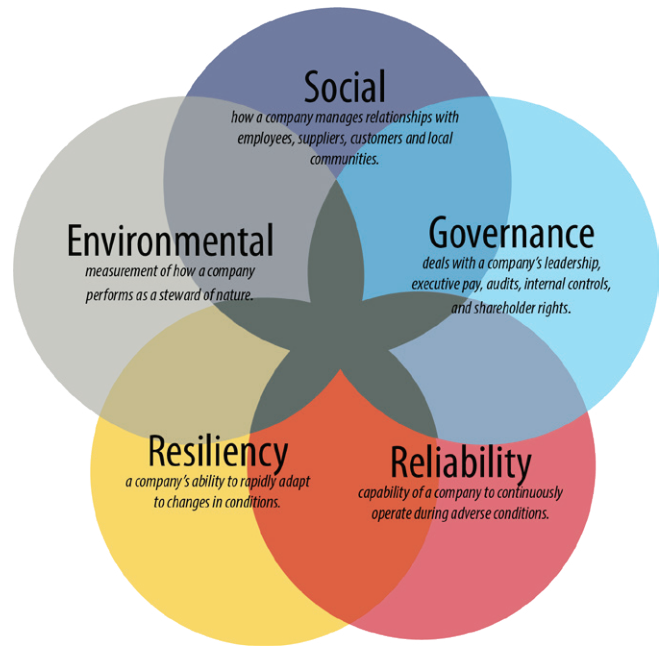 Social
how a company manages relationships with
employees, suppliers, customers and local
communities.
Environmental
measurement of how a company
performs as a steward of nature.
Governance
deals with a company's leadership,
executive pay, audits, internal controls,
and shareholder rights.
Resiliency
a company's ability to rapidly adapt
to changes in conditions.
Reliability
capability of a company to continuously
operate during adverse conditions.